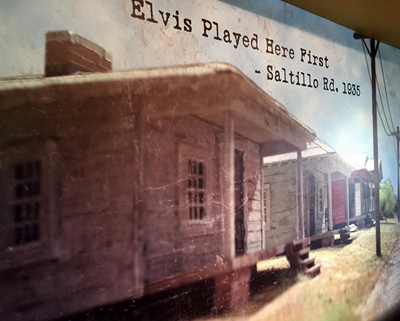 Elvis Played Here First
- Saltillo Rd. 1935